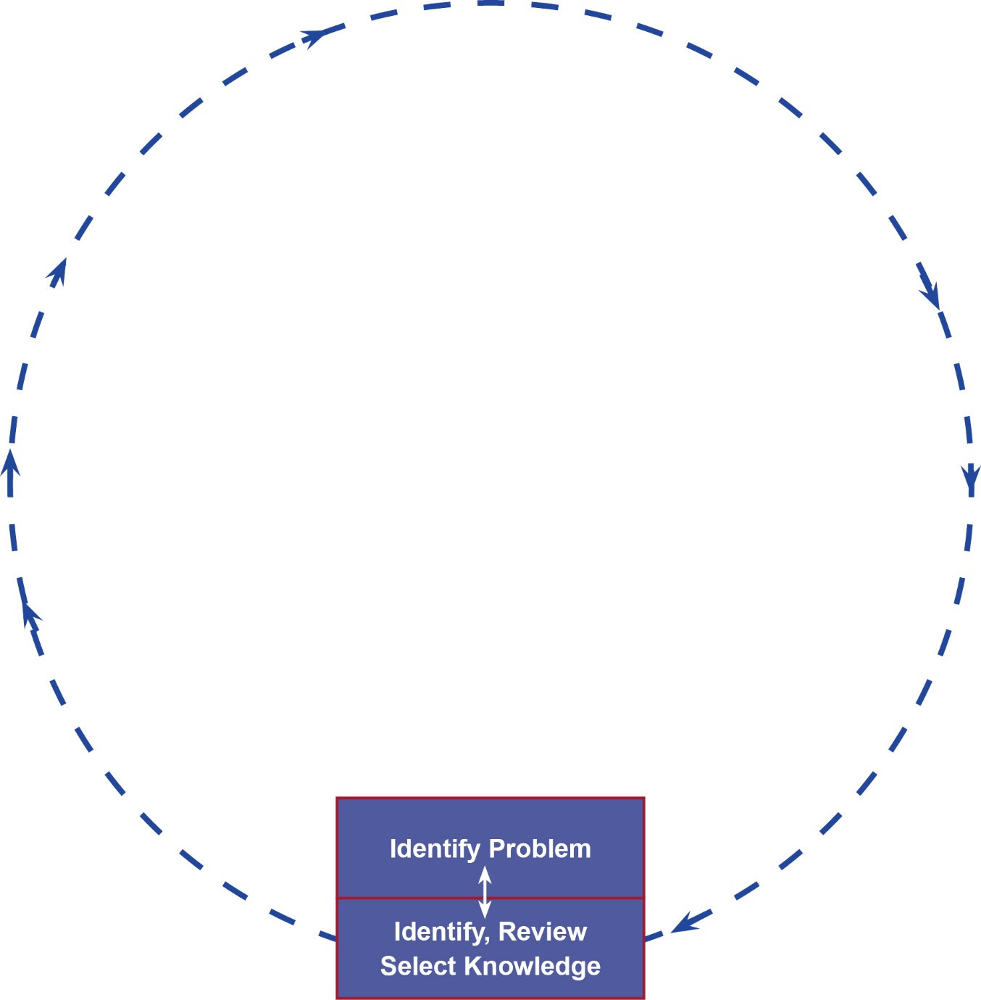 Identify Problem
Identify, Review
Select Knowledge